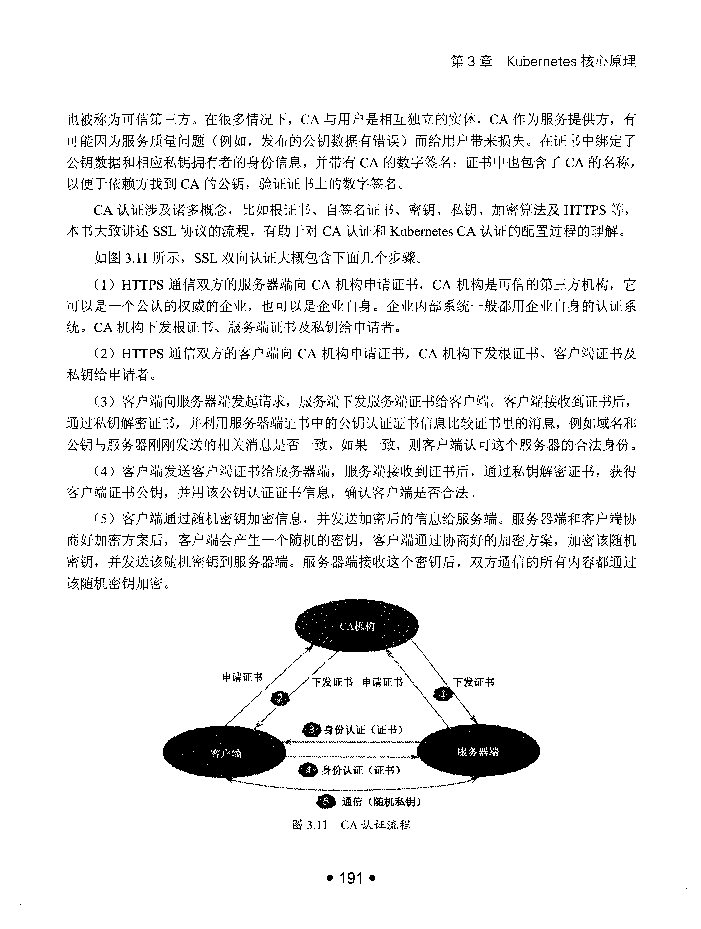 第 3 章 Kubernetes 核心原理
也被称为可信第三方。在很多情况下，CA 与用户是相互独立的实体，CA 作为服务提供方，有
可能因为服务质量问题（例如，发布的公钥数据有错误）而给用户带来损失。在证书中绑定了
公钥数据和相应私钥拥有者的身份信息，并带有 CA 的数字签名；证书中也包含了 CA 的名称，
以便于依赖方找到 CA 的公钥，验证证书上的数字签名。
CA 认证涉及诸多概念，比如根证书、自签名证书、密钥、私钥、加密算法及 HTTPS 等，
本书大致讲述 SSL 协议的流程，有助于对 CA 认证和 Kubernetes CA 认证的配置过程的理解。
如图 3.11 所示，SSL 双向认证大概包含下面几个步骤。
（1）HTTPS 通信双方的服务器端向 CA 机构申请证书，CA 机构是可信的第三方机构，它
可以是一个公认的权威的企业，也可以是企业自身。企业内部系统一般都用企业自身的认证系
统。CA 机构下发根证书、服务端证书及私钥给申请者。
（2）HTTPS 通信双方的客户端向 CA 机构申请证书，CA 机构下发根证书、客户端证书及
私钥给申请者。
（3）客户端向服务器端发起请求，服务端下发服务端证书给客户端。客户端接收到证书后，
通过私钥解密证书，并利用服务器端证书中的公钥认证证书信息比较证书里的消息，例如域名和
公钥与服务器刚刚发送的相关消息是否一致，如果一致，则客户端认可这个服务器的合法身份。
（4）客户端发送客户端证书给服务器端，服务端接收到证书后，通过私钥解密证书，获得
客户端证书公钥，并用该公钥认证证书信息，确认客户端是否合法。
（5）客户端通过随机密钥加密信息，并发送加密后的信息给服务端。服务器端和客户端协
商好加密方案后，客户端会产生一个随机的密钥，客户端通过协商好的加密方案，加密该随机
密钥，并发送该随机密钥到服务器端。服务器端接收这个密钥后，双方通信的所有内容都通过
该随机密钥加密。
CA机构
申请证书
2
下发证书 申请证书
1
下发证书
3 身份认证（证书）
客户端
服务器端
4 身份认证（证书）
5 通信（随机私钥）
图 3.11 CA 认证流程
• 191 •